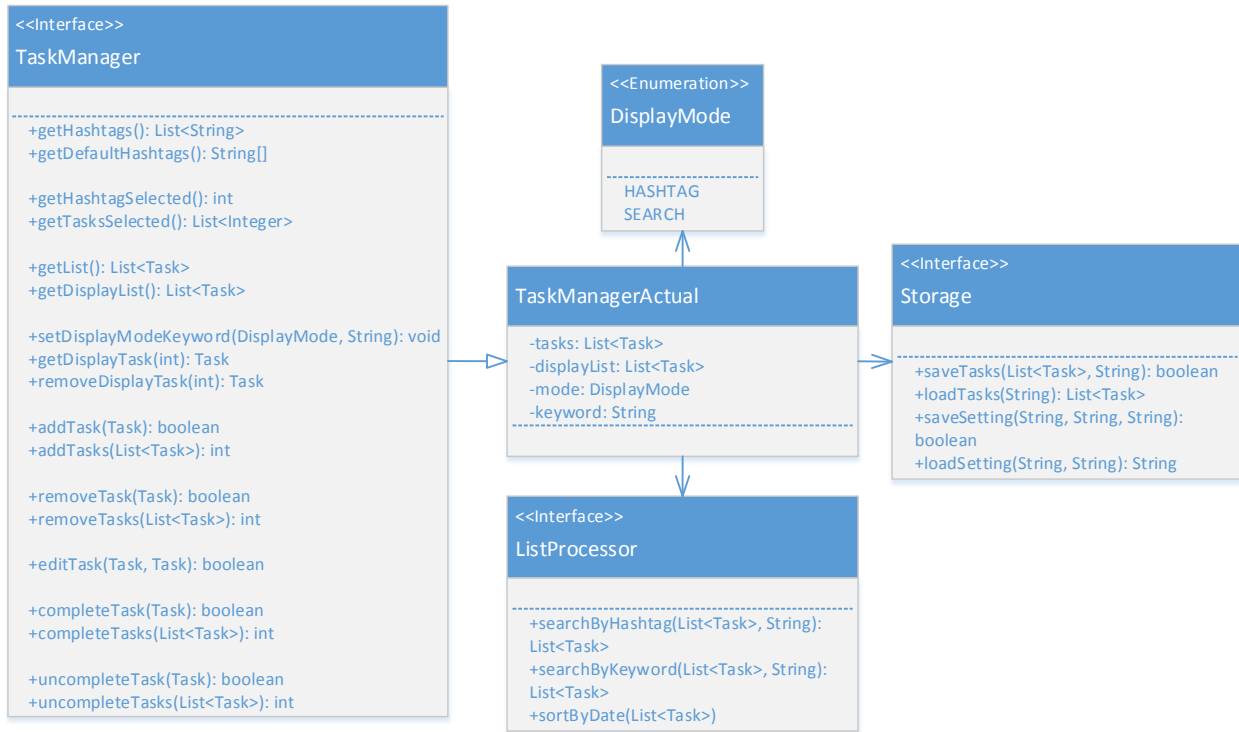 <<Interface>>
TaskManager
+getHashtags(): List<String>
+getDefaultHashtags(): String[]
+getHashtagSelected(): int
+getTasksSelected(): List<Integer>
+getList(): List<Task>
+getDisplayList(): List<Task>
+setDisplayModeKeyword(DisplayMode, String): void
+getDisplayTask(int): Task
+removeDisplayTask(int): Task
+addTask(Task): boolean
+addTasks(List<Task>): int
+removeTask(Task): boolean
+removeTasks(List<Task>): int
+editTask(Task, Task): boolean
+completeTask(Task): boolean
+completeTasks(List<Task>): int
+uncompleteTask(Task): boolean
+uncompleteTasks(List<Task>): int
<<Enumeration>>
DisplayMode
HASHTAG
SEARCH
TaskManagerActual
-tasks: List<Task>
-displayList: List<Task>
-mode: DisplayMode
-keyword: String
<<Interface>>
Storage
+saveTasks(List<Task>, String): boolean
+loadTasks(String): List<Task>
+saveSetting(String, String, String):
boolean
+loadSetting(String, String): String
<<Interface>>
ListProcessor
+searchByHashtag(List<Task>, String):
List<Task>
+searchByKeyword(List<Task>, String):
List<Task>
+sortByDate(List<Task>)